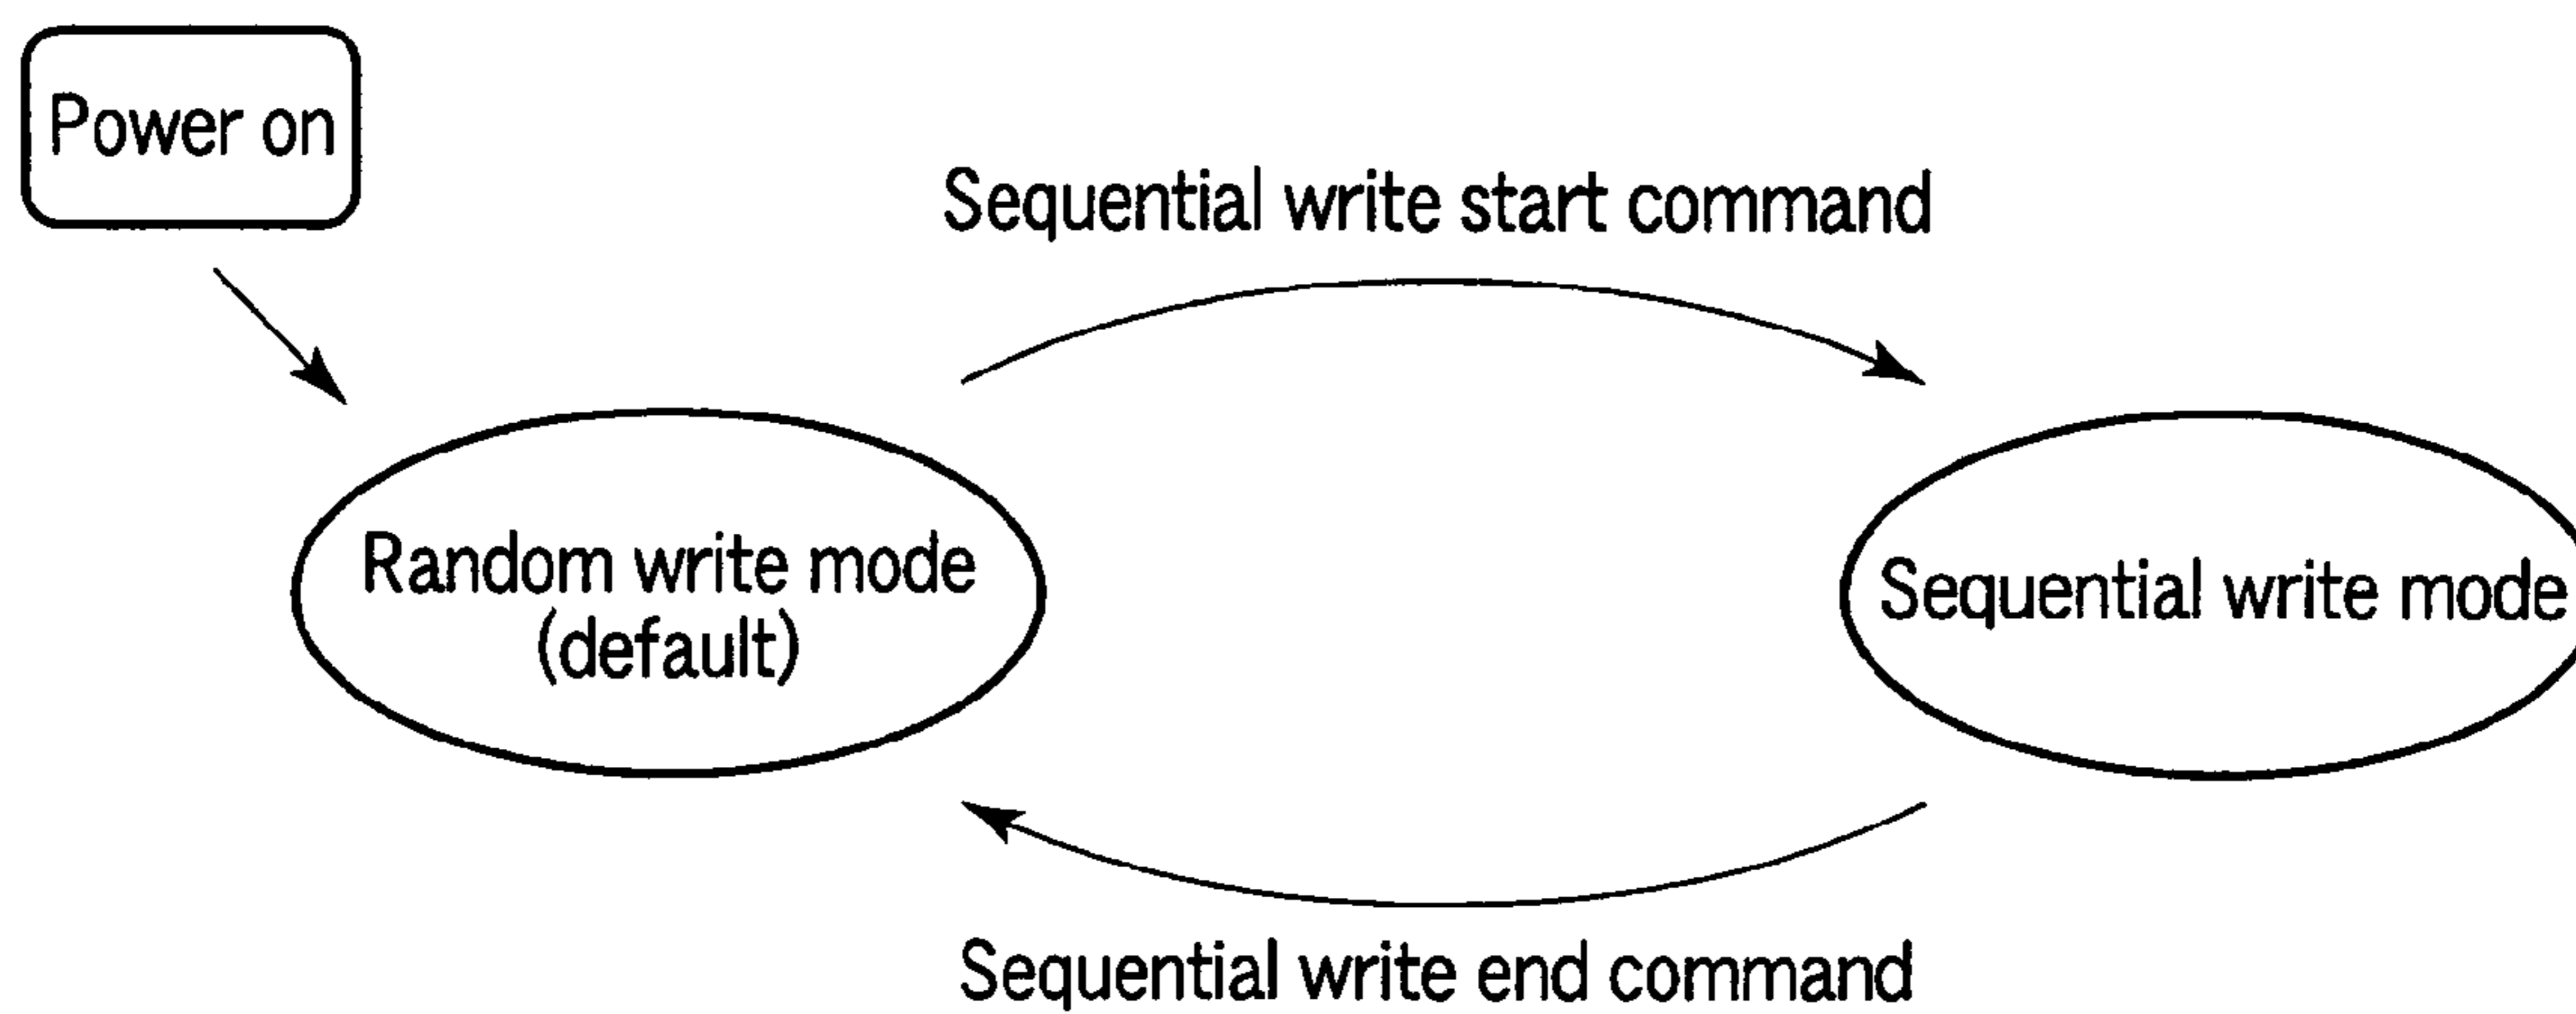 Power on
Sequential write start command
Random write mode
(default)
Sequential write mode
Sequential write end command